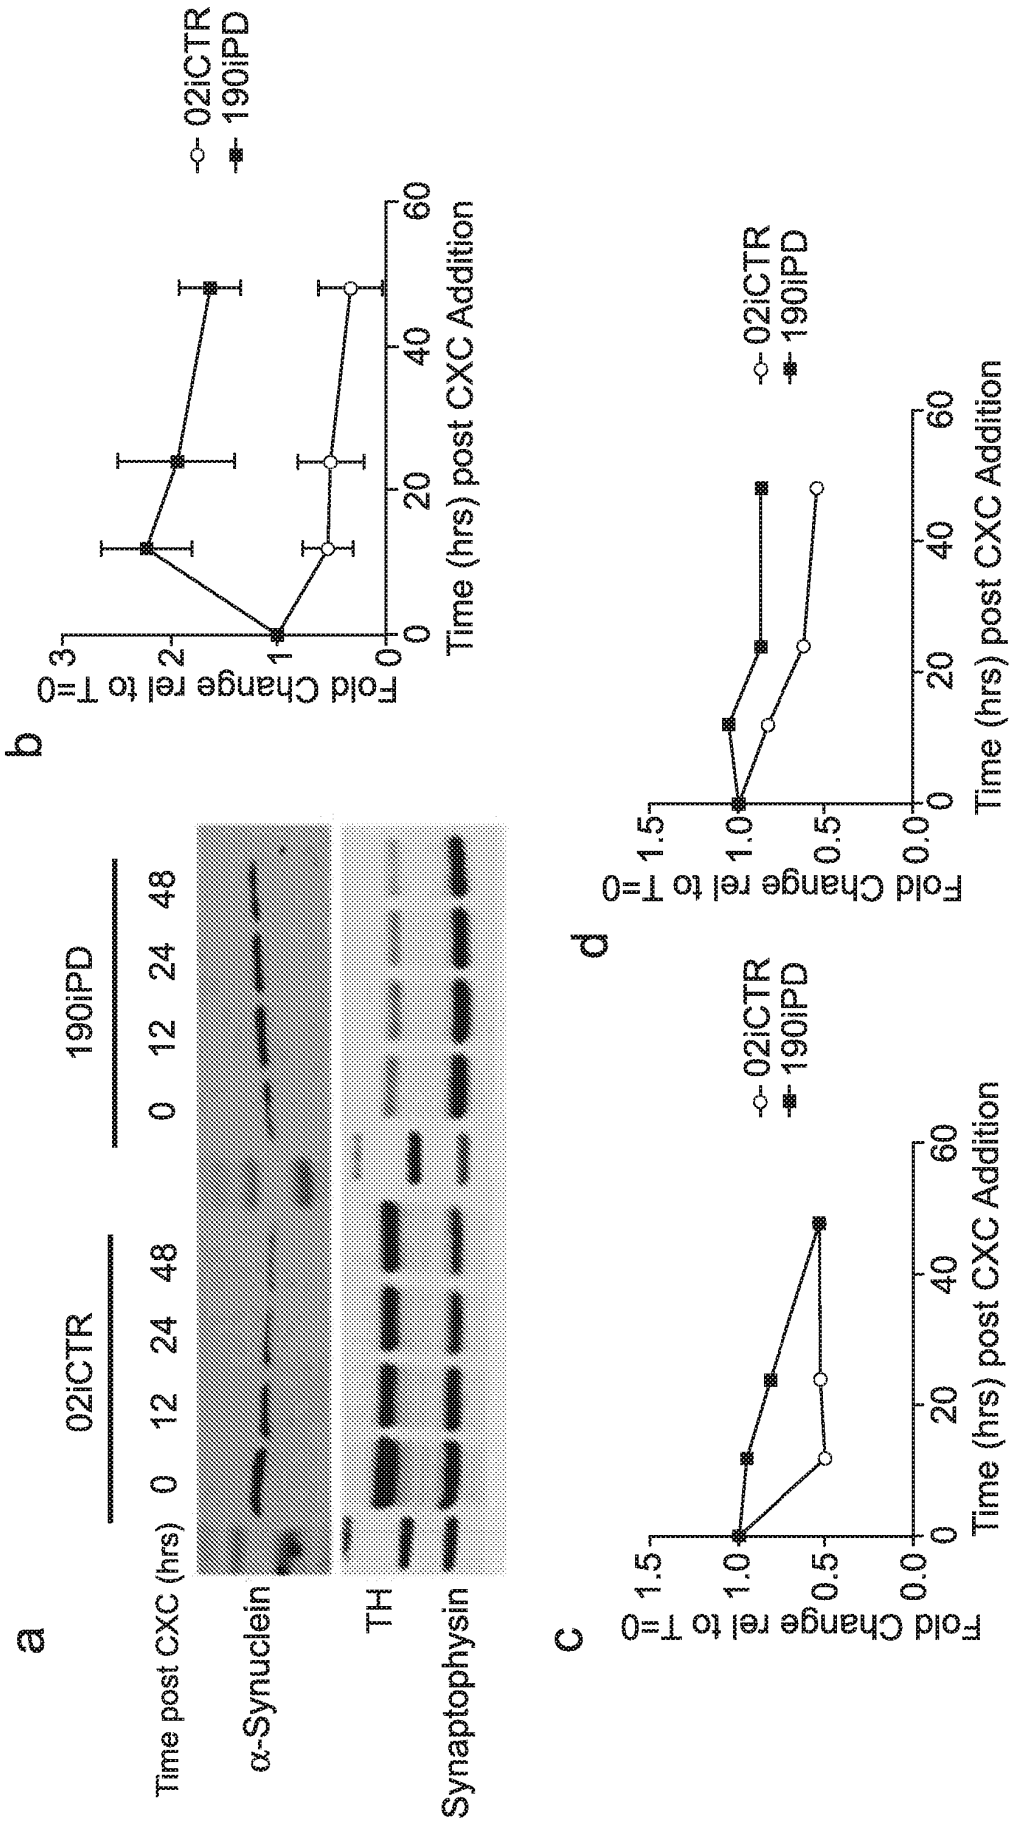 a
02iCTR 190iPD
Time post CXC (hrs) 0 12 24 48 0 12 24 48
α-Synuclein
TH
Synaptophysin
b
Fold Change rel to T=0
3
2
1
0
0 20 40 60
Time (hrs) post CXC Addition
02iCTR
190iPD
c
Fold Change rel to T=0
1.5
1.0
0.5
0.0
0 20 40 60
Time (hrs) post CXC Addition
02iCTR
190iPD
d
Fold Change rel to T=0
1.5
1.0
0.5
0.0
0 20 40 60
Time (hrs) post CXC Addition
02iCTR
190iPD